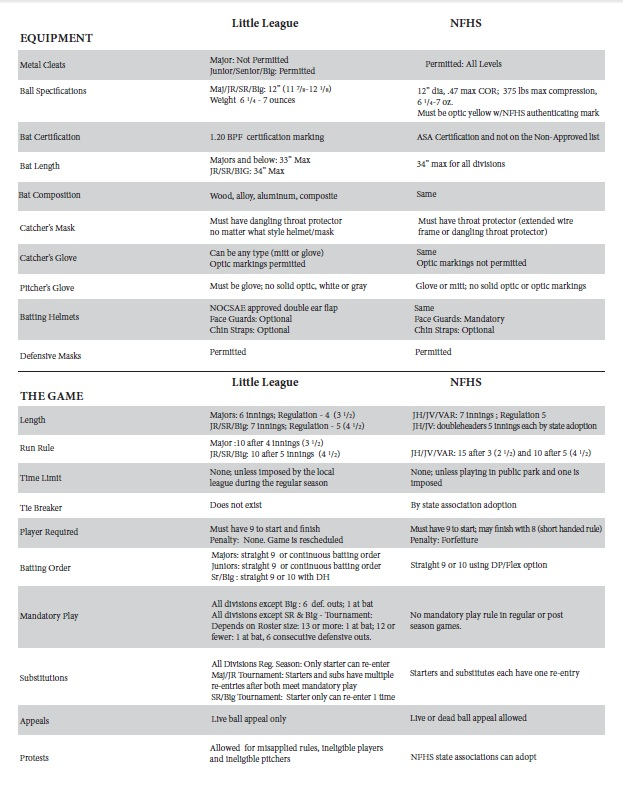 Little League NFHS
EQUIPMENT
Metal Cleats
Major: Not Permitted
Junior/Senior/Big: Permitted
Permitted: All Levels
Ball Specifications
Maj/JR/SR/Big: 12” (11 7/8-12 1/8)
Weight 6 1/4 - 7 ounces
12” dia, .47 max COR; 375 lbs max compression,
6 1/4-7 oz.
Must be optic yellow w/NFHS authenticating mark
Bat Certification
1.20 BPF certification marking
ASA Certification and not on the Non-Approved list
Bat Length
Majors and below: 33” Max
JR/SR/BIG: 34” Max
34” max for all divisions
Bat Composition
Wood, alloy, aluminum, composite
Same
Catcher’s Mask
Must have dangling throat protector
no matter what style helmet/mask
Must have throat protector (extended wire
frame or dangling throat protector)
Catcher’s Glove
Can be any type (mitt or glove)
Optic markings permitted
Same
Optic markings not permitted
Pitcher’s Glove
Must be glove; no solid optic, white or gray
Glove or mitt; no solid optic or optic markings
Batting Helmets
NOCSAE approved double ear flap
Face Guards: Optional
Chin Straps: Optional
Same
Face Guards: Mandatory
Chin Straps: Optional
Defensive Masks
Permitted
Permitted
Little League NFHS
THE GAME
Length
Majors: 6 innings; Regulation - 4 (3 1/2)
JR/SR/Big: 7 innings; Regulation - 5 (4 1/2)
JH/JV/VAR: 7 innings ; Regulation 5
JH/JV: doubleheaders 5 innings each by state adoption
Run Rule
Major :10 after 4 innings (3 1/2)
JR/SR/Big: 10 after 5 innings (4 1/2)
JH/JV/VAR: 15 after 3 (2 1/2) and 10 after 5 (4 1/2)
Time Limit
None; unless imposed by the local
league during the regular season
None; unless playing in public park and one is
imposed
Tie Breaker
Does not exist
By state association adoption
Player Required
Must have 9 to start and finish
Penalty: None. Game is rescheduled
Must have 9 to start; may finish with 8 (short handed rule)
Penalty: Forfeiture
Batting Order
Majors: straight 9 or continuous batting order
Juniors: straight 9 or continuous batting order
Sr/Big : straight 9 or 10 with DH
Straight 9 or 10 using DP/Flex option
Mandatory Play
All divisions except Big : 6 def. outs; 1 at bat
All divisions except SR & Big - Tournament:
Depends on Roster size: 13 or more: 1 at bat; 12 or
fewer: 1 at bat, 6 consecutive defensive outs.
No mandatory play rule in regular or post
season games.
Substitutions
All Divisions Reg. Season: Only starter can re-enter
Maj/JR Tournament: Starters and subs have multiple
re-entries after both meet mandatory play
SR/Big Tournament: Starter only can re-enter 1 time
Starters and substitutes each have one re-entry
Appeals
Live ball appeal only
Live or dead ball appeal allowed
Protests
Allowed for misapplied rules, ineligible players
and ineligible pitchers
NFHS state associations can adopt